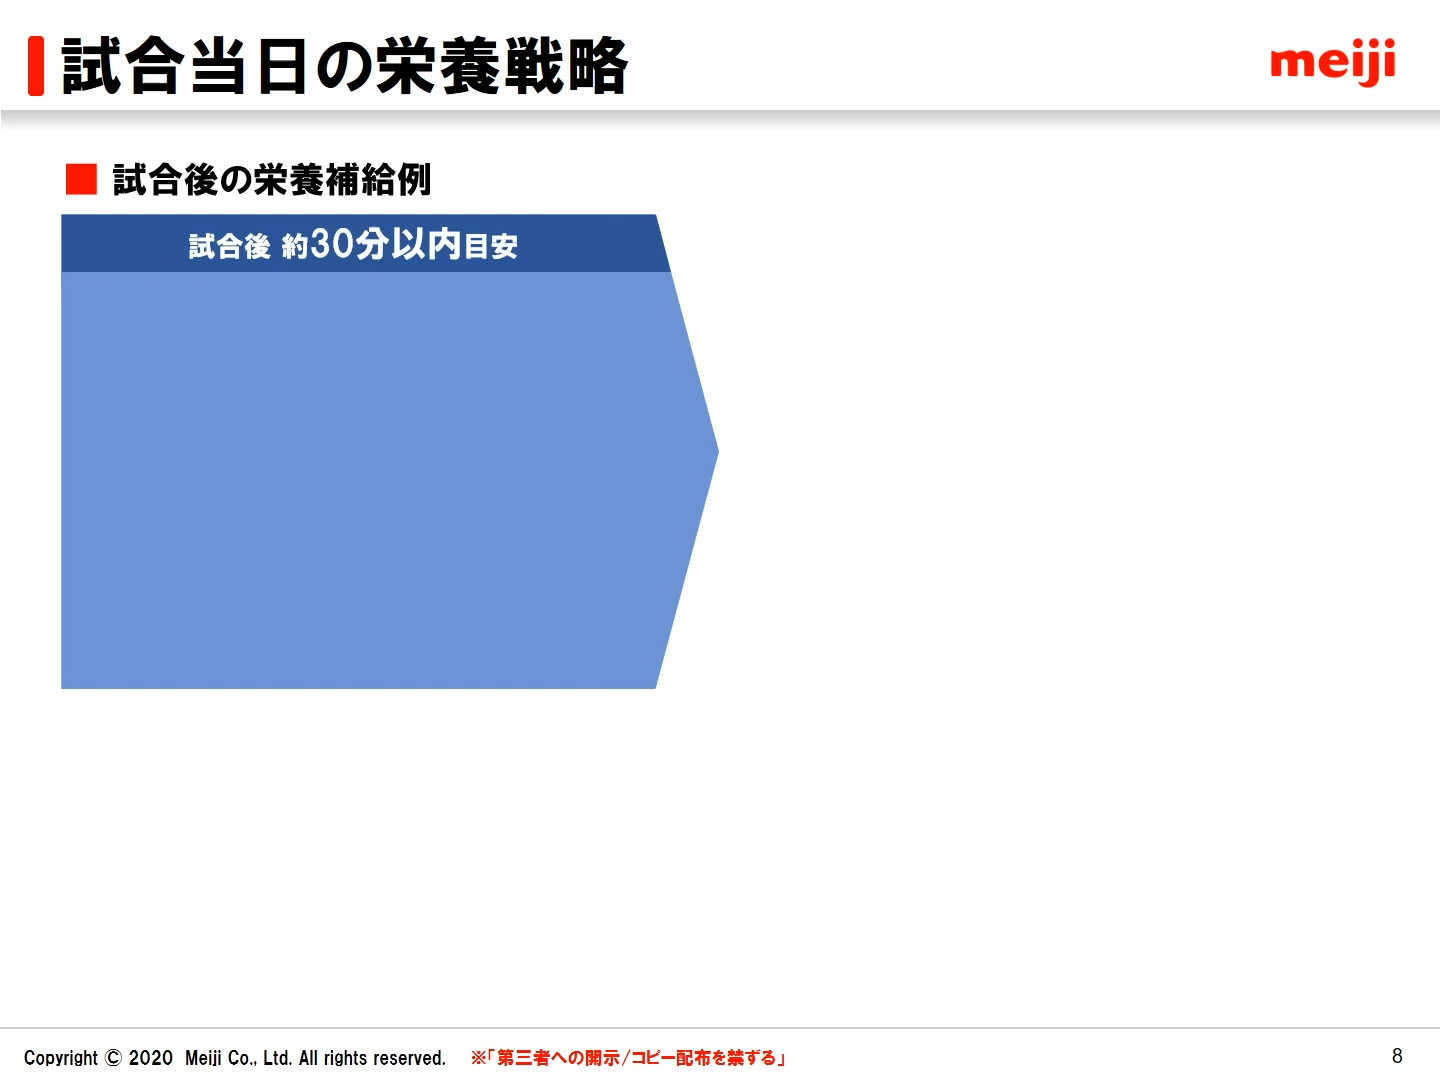 試合当日の栄養戦略
meiji
■ 試合後の栄養補給例
試合後 約30分以内目安
Copyright © 2020 Meiji Co., Ltd. All rights reserved. ※「第三者への開示/コピー配布を禁ずる」
8